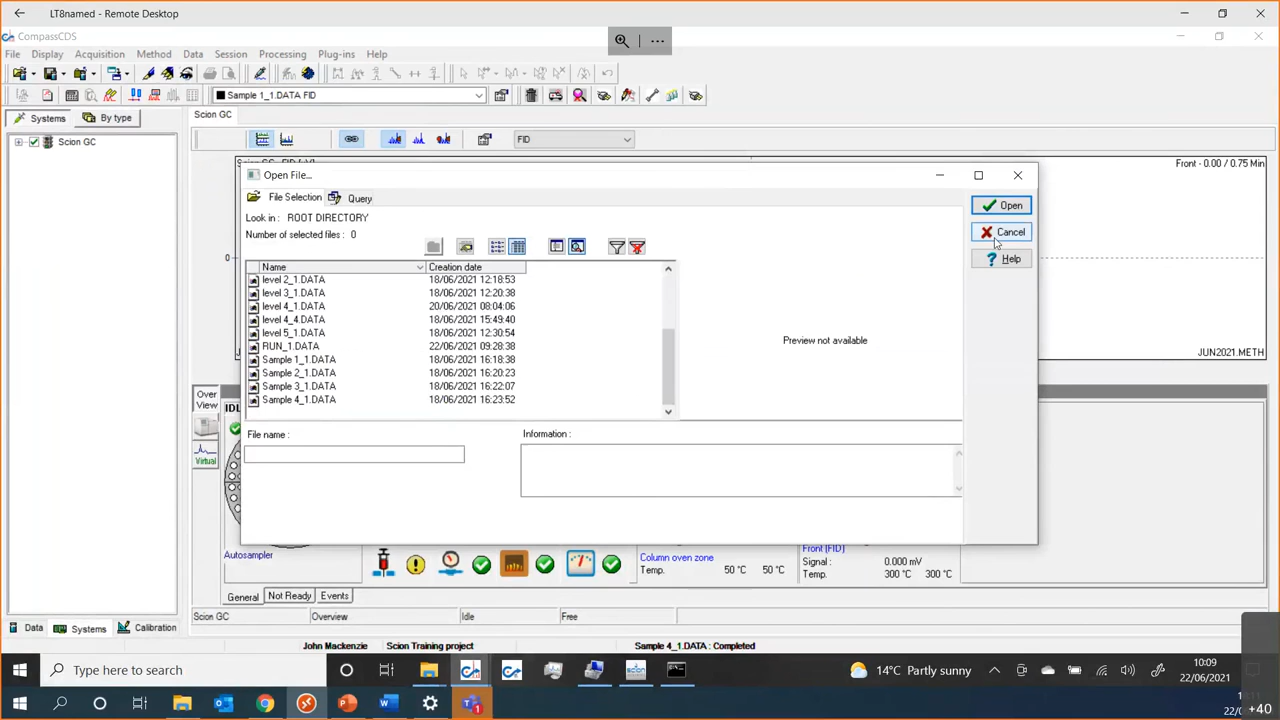 LT8named - Remote Desktop
CompassCDS
File Display Acquisition Method Data Session Processing Plug-ins Help
Sample 1_1.DATA FID
Systems By type Scion GC
Scion GC
FID
Front - 0.00 / 0.75 Min
Open File...
File Selection Query
Look in : ROOT DIRECTORY
Number of selected files : 0
Open
Cancel
Help
Name Creation date
level 2_1.DATA 18/06/2021 12:18:53
level 3_1.DATA 18/06/2021 12:20:38
level 4_1.DATA 20/06/2021 08:04:06
level 4_4.DATA 18/06/2021 15:49:40
level 5_1.DATA 18/06/2021 12:30:54
RUN_1.DATA 22/06/2021 09:28:38
Sample 1_1.DATA 18/06/2021 16:18:38
Sample 2_1.DATA 18/06/2021 16:20:23
Sample 3_1.DATA 18/06/2021 16:22:07
Sample 4_1.DATA 18/06/2021 16:23:52
Preview not available
0
JUN2021.METH
Over
View
Virtual
File name :
Information :
Autosampler
Column oven zone
Temp. 50 °C 50 °C
Front (FID)
Signal : 0.000 mV
Temp. 300 °C 300 °C
General Not Ready Events
Scion GC Overview Idle Free
Data Systems Calibration
John Mackenzie Scion Training project Sample 4_1.DATA : Completed
Type here to search
14°C Partly sunny
10:09
22/06/2021
+40